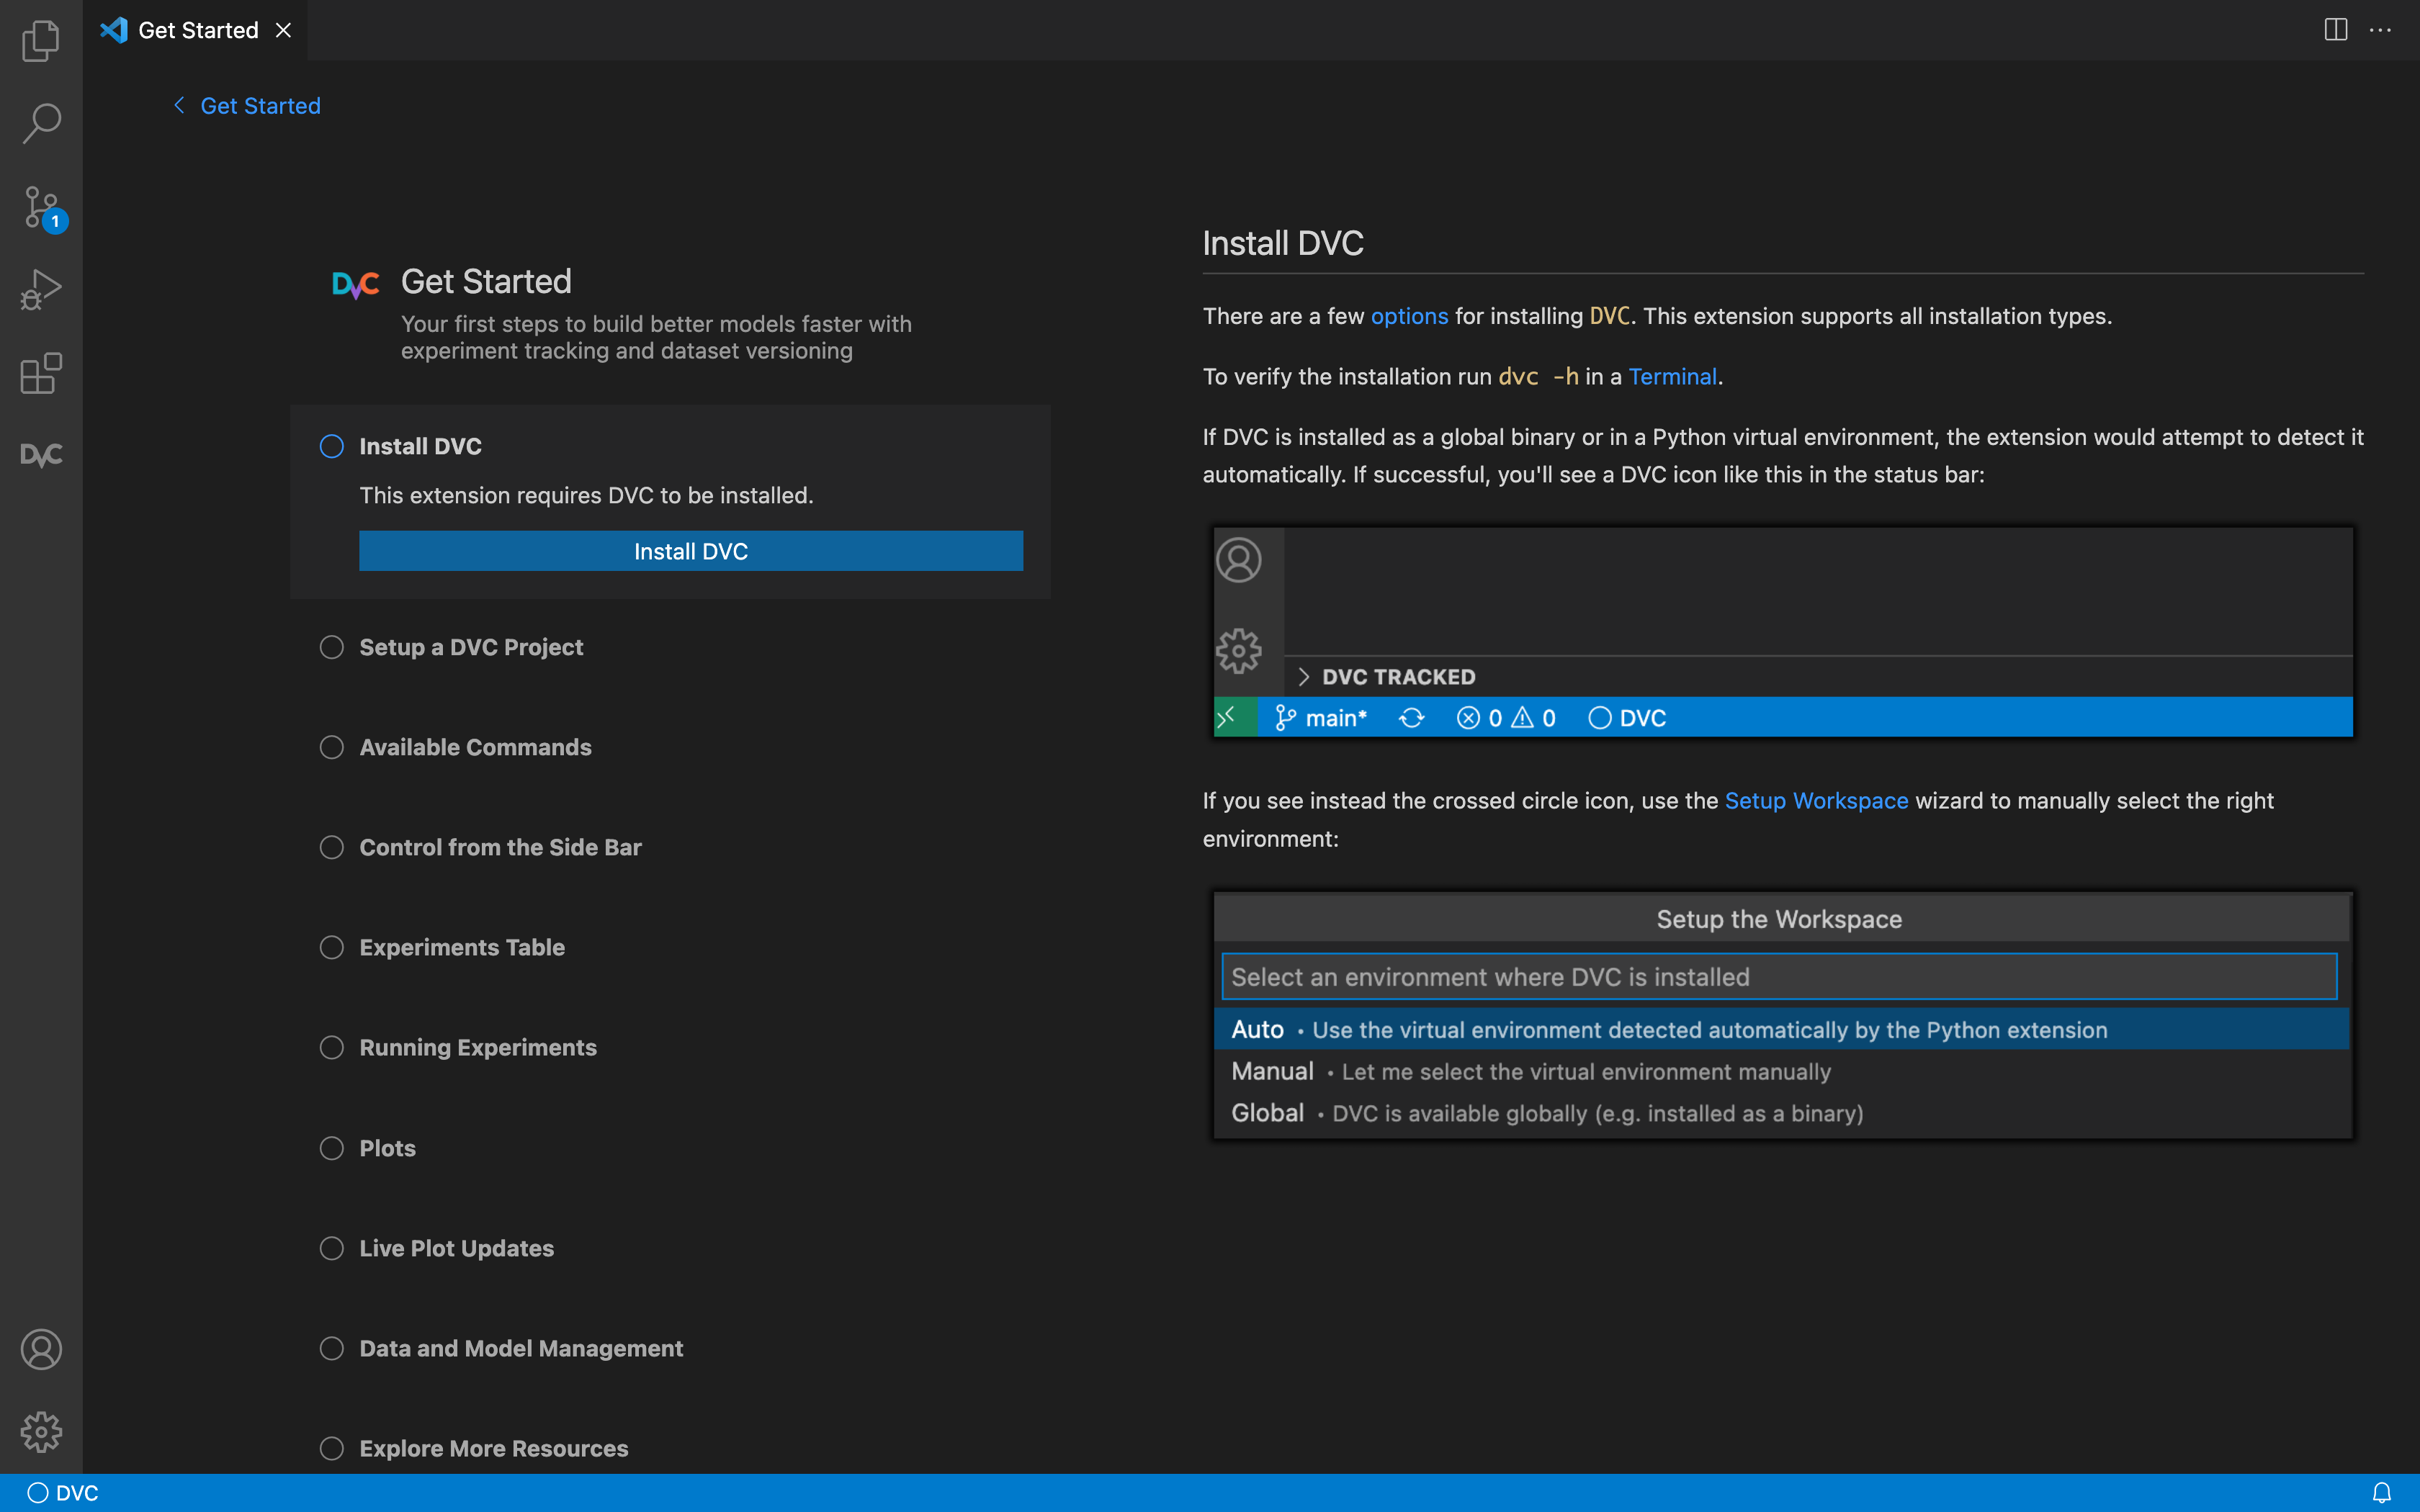 Get Started
Get Started
1
DVC
DVC
Get Started
Your first steps to build better models faster with
experiment tracking and dataset versioning
Install DVC
This extension requires DVC to be installed.
Install DVC
Setup a DVC Project
Available Commands
Control from the Side Bar
Experiments Table
Running Experiments
Plots
Live Plot Updates
Data and Model Management
Explore More Resources
Install DVC
There are a few options for installing DVC. This extension supports all installation types.
To verify the installation run dvc -h in a Terminal.
If DVC is installed as a global binary or in a Python virtual environment, the extension would attempt to detect it
automatically. If successful, you'll see a DVC icon like this in the status bar:
DVC TRACKED
main* 0 0 DVC
If you see instead the crossed circle icon, use the Setup Workspace wizard to manually select the right
environment:
Setup the Workspace
Select an environment where DVC is installed
Auto • Use the virtual environment detected automatically by the Python extension
Manual • Let me select the virtual environment manually
Global • DVC is available globally (e.g. installed as a binary)
DVC